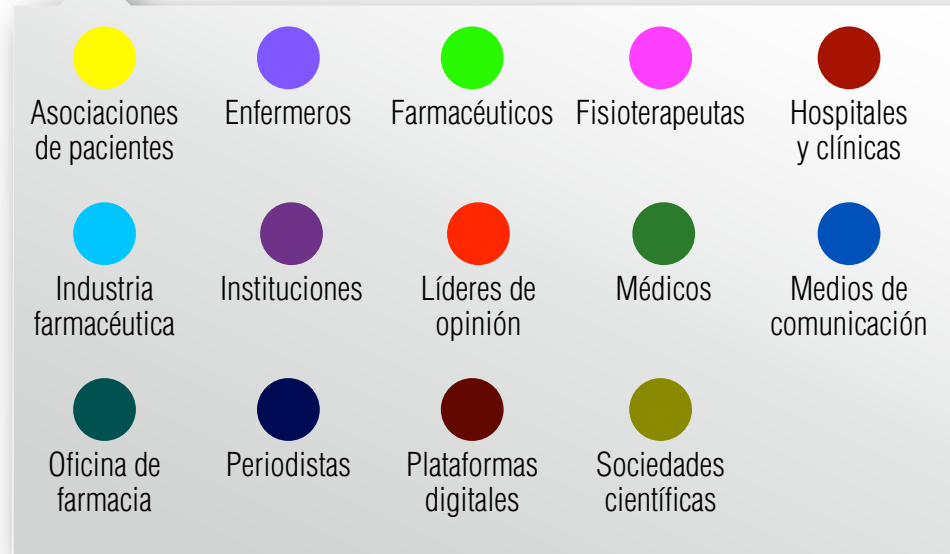 Asociaciones
de pacientes
Enfermeros
Farmacéuticos
Fisioterapeutas
Hospitales
y clínicas
Industria
farmacéutica
Instituciones
Líderes de
opinión
Médicos
Medios de
comunicación
Oficina de
farmacia
Periodistas
Plataformas
digitales
Sociedades
científicas